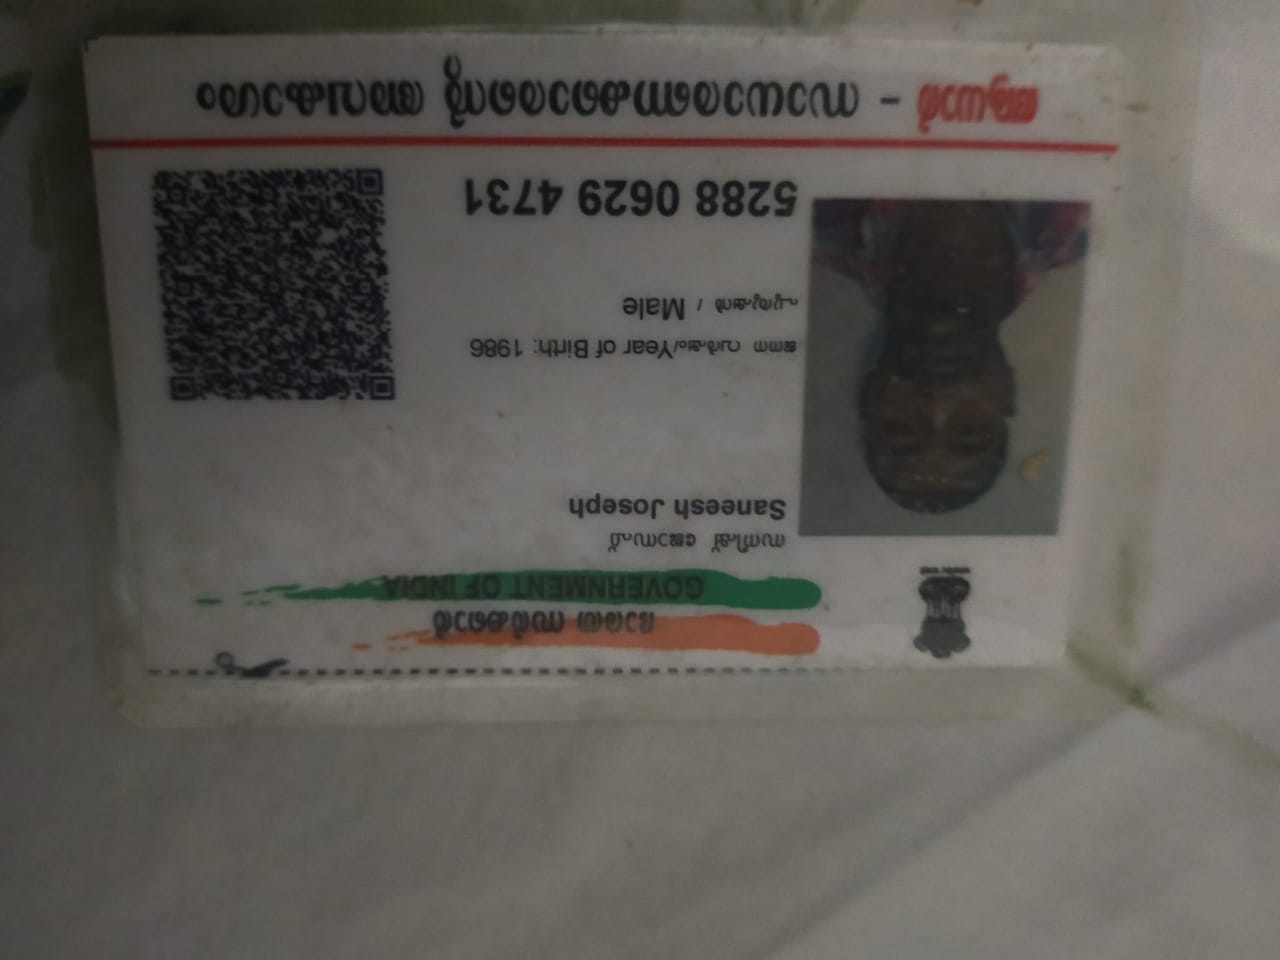 ഭാരത സർക്കാർ
GOVERNMENT OF INDIA
സനീഷ് ജോസഫ്
Saneesh Joseph
ജനന വർഷം/Year of Birth: 1986
പുരുഷൻ / Male
5288 0629 4731
ആധാർ - സാധാരണക്കാരന്റെ അവകാശം